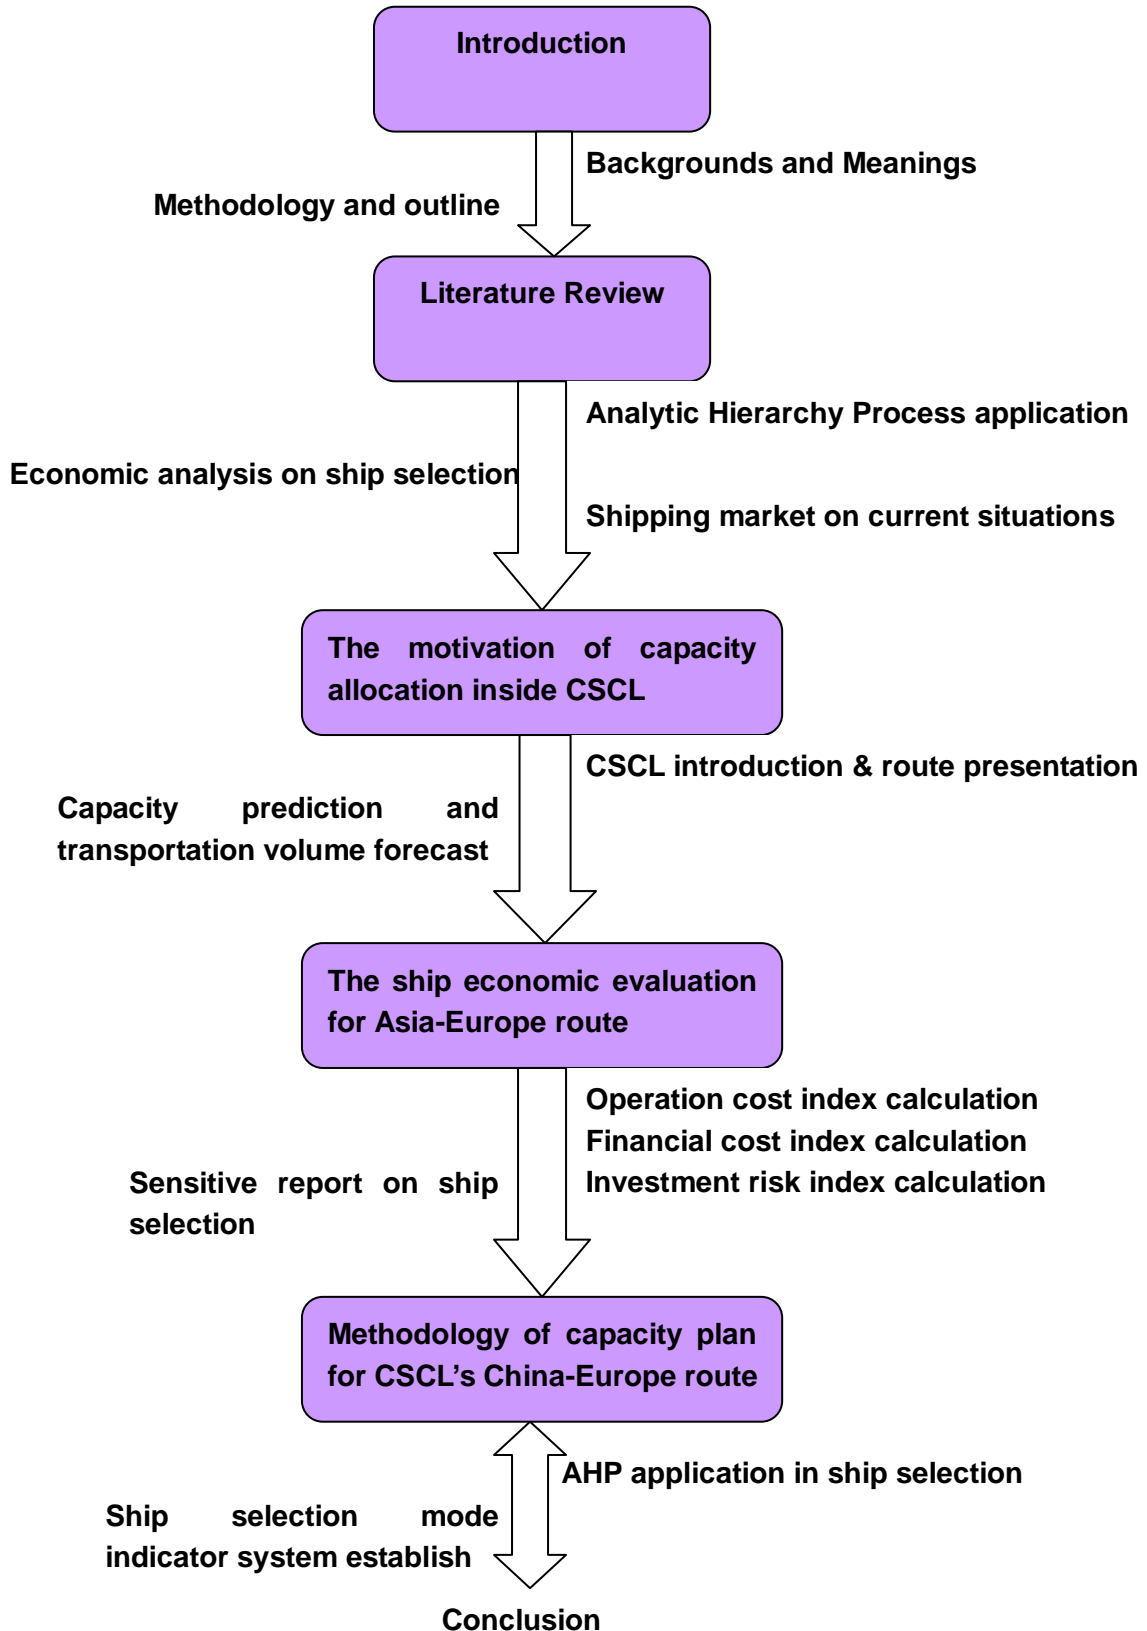 Introduction
Backgrounds and Meanings
Methodology and outline
Literature Review
Analytic Hierarchy Process application
Economic analysis on ship selection
Shipping market on current situations
The motivation of capacity
allocation inside CSCL
CSCL introduction & route presentation
Capacity prediction and
transportation volume forecast
The ship economic evaluation
for Asia-Europe route
Operation cost index calculation
Financial cost index calculation
Investment risk index calculation
Sensitive report on ship
selection
Methodology of capacity plan
for CSCL’s China-Europe route
AHP application in ship selection
Ship selection mode
indicator system establish
Conclusion